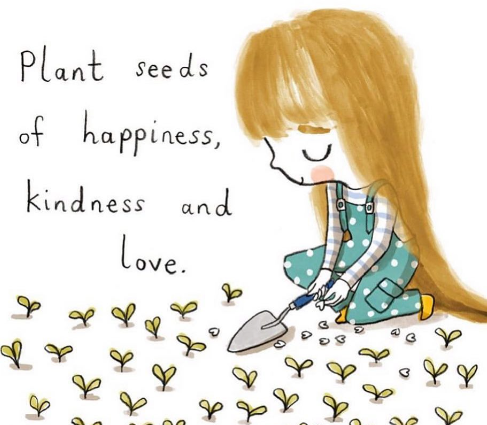 Plant seeds
of happiness,
kindness and
love.